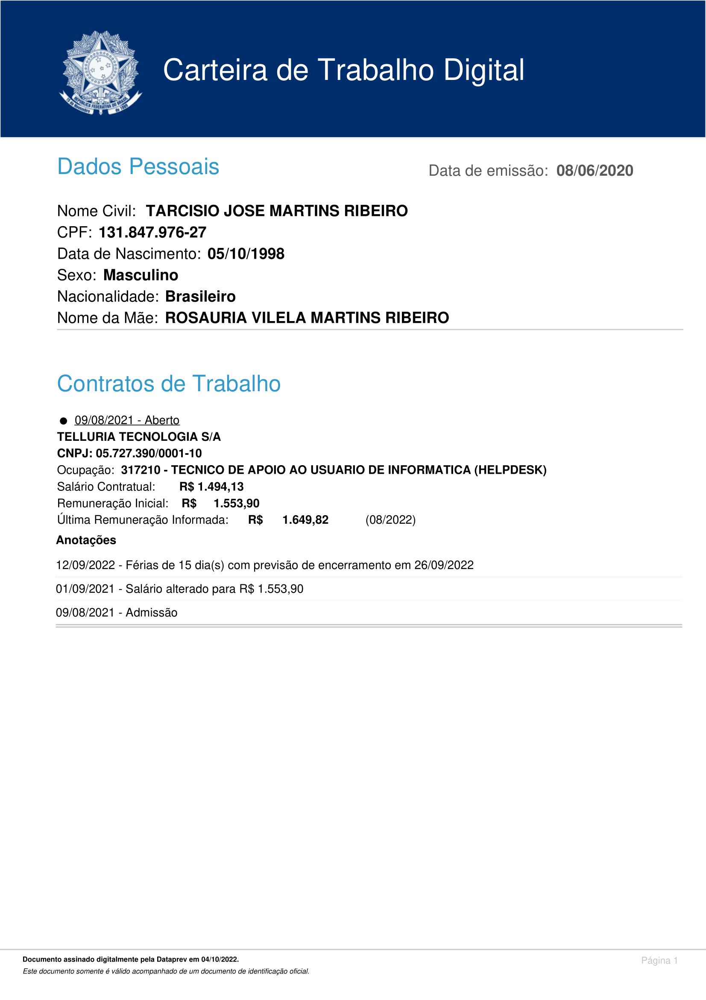 REPÚBLICA FEDERATIVA DO BRASIL
15 de Novembro de 1889
Carteira de Trabalho Digital
Dados Pessoais
Data de emissão: 08/06/2020
Nome Civil: TARCISIO JOSE MARTINS RIBEIRO
CPF: 131.847.976-27
Data de Nascimento: 05/10/1998
Sexo: Masculino
Nacionalidade: Brasileiro
Nome da Mãe: ROSAURIA VILELA MARTINS RIBEIRO
Contratos de Trabalho
● 09/08/2021 - Aberto
TELLURIA TECNOLOGIA S/A
CNPJ: 05.727.390/0001-10
Ocupação: 317210 - TECNICO DE APOIO AO USUARIO DE INFORMATICA (HELPDESK)
Salário Contratual: R$ 1.494,13
Remuneração Inicial: R$ 1.553,90
Última Remuneração Informada: R$ 1.649,82 (08/2022)
Anotações
12/09/2022 - Férias de 15 dia(s) com previsão de encerramento em 26/09/2022
01/09/2021 - Salário alterado para R$ 1.553,90
09/08/2021 - Admissão
Documento assinado digitalmente pela Dataprev em 04/10/2022.
Este documento somente é válido acompanhado de um documento de identificação oficial.
Página 1